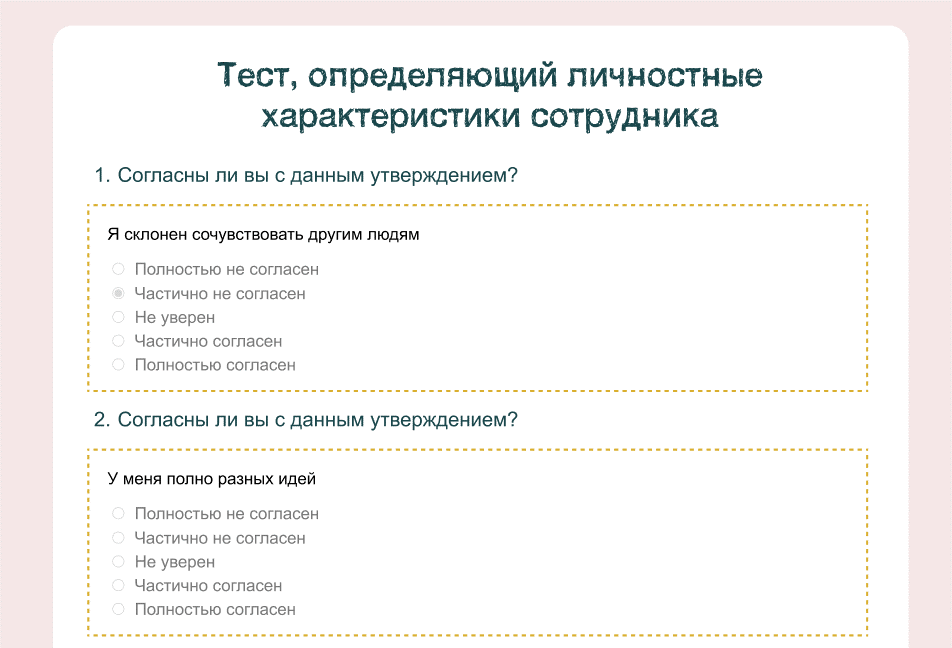 Тест, определяющий личностные
характеристики сотрудника
1. Согласны ли вы с данным утверждением?
Я склонен сочувствовать другим людям
Полностью не согласен
Частично не согласен
Не уверен
Частично согласен
Полностью согласен
2. Согласны ли вы с данным утверждением?
У меня полно разных идей
Полностью не согласен
Частично не согласен
Не уверен
Частично согласен
Полностью согласен